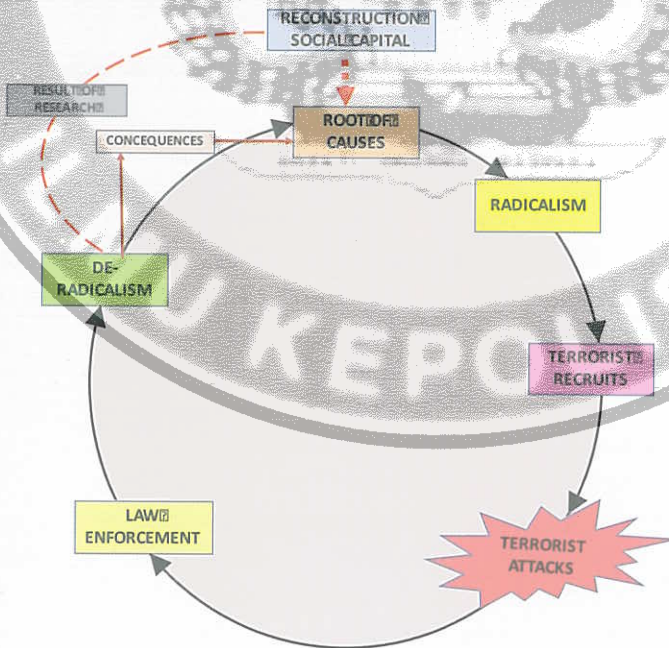 RECONSTRUCTION
SOCIAL CAPITAL
RESULT OF
RESEARCH
CONCEQUENCES
ROOT OF
CAUSES
RADICALISM
DE-
RADICALISM
TERRORIST
RECRUITS
LAW
ENFORCEMENT
TERRORIST
ATTACKS
U KEPOLI